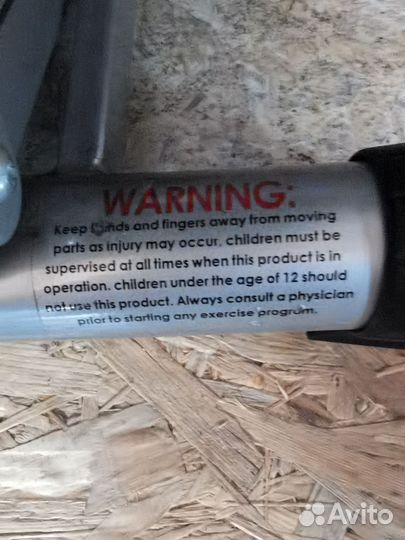 WARNING:
Keep hands and fingers away from moving
parts as injury may occur, children must be
supervised at all times when this product is in
operation. children under the age of 12 should
not use this product. Always consult a physician
prior to starting any exercise program.
Avito